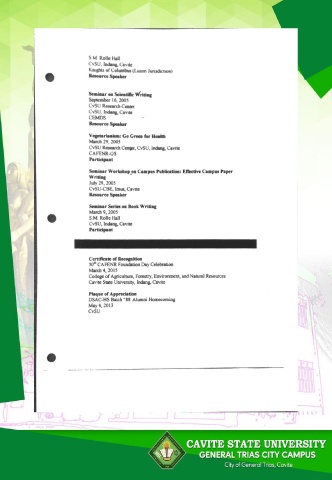 S.M. Rolle Hall
CvSU, Indang, Cavite
Knights of Columbus (Luzon Jurisdiction)
Resource Speaker
Seminar on Scientific Writing
September 16, 2005
CvSU Research Center
CvSU, Indang, Cavite
CEMDS
Resource Speaker
Vegetarianism: Go Green for Health
March 29, 2005
CvSU Research Center, CvSU, Indang, Cavite
CAFENR-GS
Participant
Seminar Workshop on Campus Publication: Effective Campus Paper
Writing
July 29, 2005
CvSU-CHE, Imus, Cavite
Resource Speaker
Seminar Series on Book Writing
March 9, 2005
S.M. Rolle Hall
CvSU, Indang, Cavite
Participant
Certificate of Recognition
10th CAFENR Foundation Day Celebration
March 4, 2015
College of Agriculture, Forestry, Environment, and Natural Resources
Cavite State University, Indang, Cavite
Plaque of Appreciation
DSAC-HS Batch '88 Alumni Homecoming
May 6, 2013
CvSU
CAVITE STATE UNIVERSITY
GENERAL TRIAS CITY CAMPUS
City of General Trias, Cavite